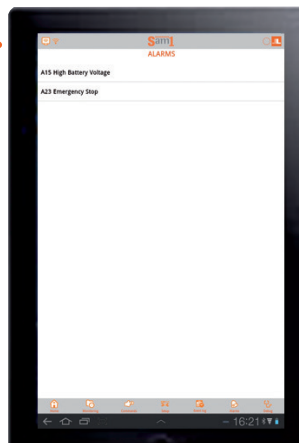 Sam1
ALARMS
A15 High Battery Voltage
A23 Emergency Stop
16:21